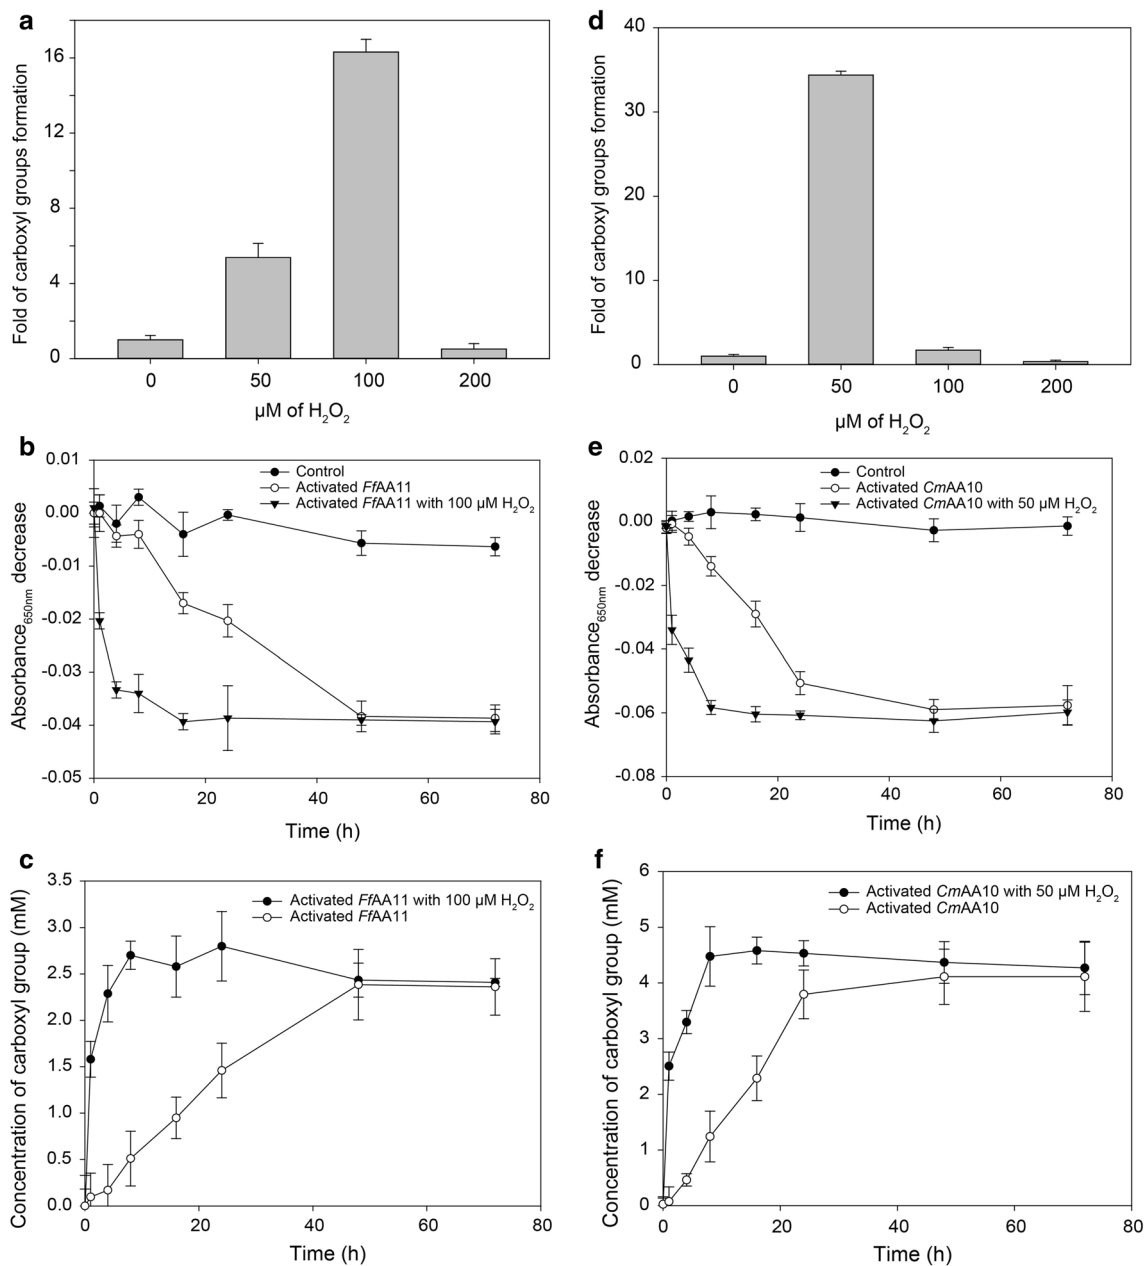 a
Fold of carboxyl groups formation
16
12
8
4
0
0 50 100 200
µM of H₂O₂
d
Fold of carboxyl groups formation
40
30
20
10
0
0 50 100 200
µM of H₂O₂
b
Absorbance650nm decrease
0.01
0.00
-0.01
-0.02
-0.03
-0.04
-0.05
Control
Activated FfAA11
Activated FfAA11 with 100 µM H₂O₂
0 20 40 60 80
Time (h)
e
Absorbance650nm decrease
0.02
0.00
-0.02
-0.04
-0.06
-0.08
Control
Activated CmAA10
Activated CmAA10 with 50 µM H₂O₂
0 20 40 60 80
Time (h)
c
Concentration of carboxyl group (mM)
3.5
3.0
2.5
2.0
1.5
1.0
0.5
0.0
Activated FfAA11 with 100 µM H₂O₂
Activated FfAA11
0 20 40 60 80
Time (h)
f
Concentration of carboxyl group (mM)
6
5
4
3
2
1
0
Activated CmAA10 with 50 µM H₂O₂
Activated CmAA10
0 20 40 60 80
Time (h)